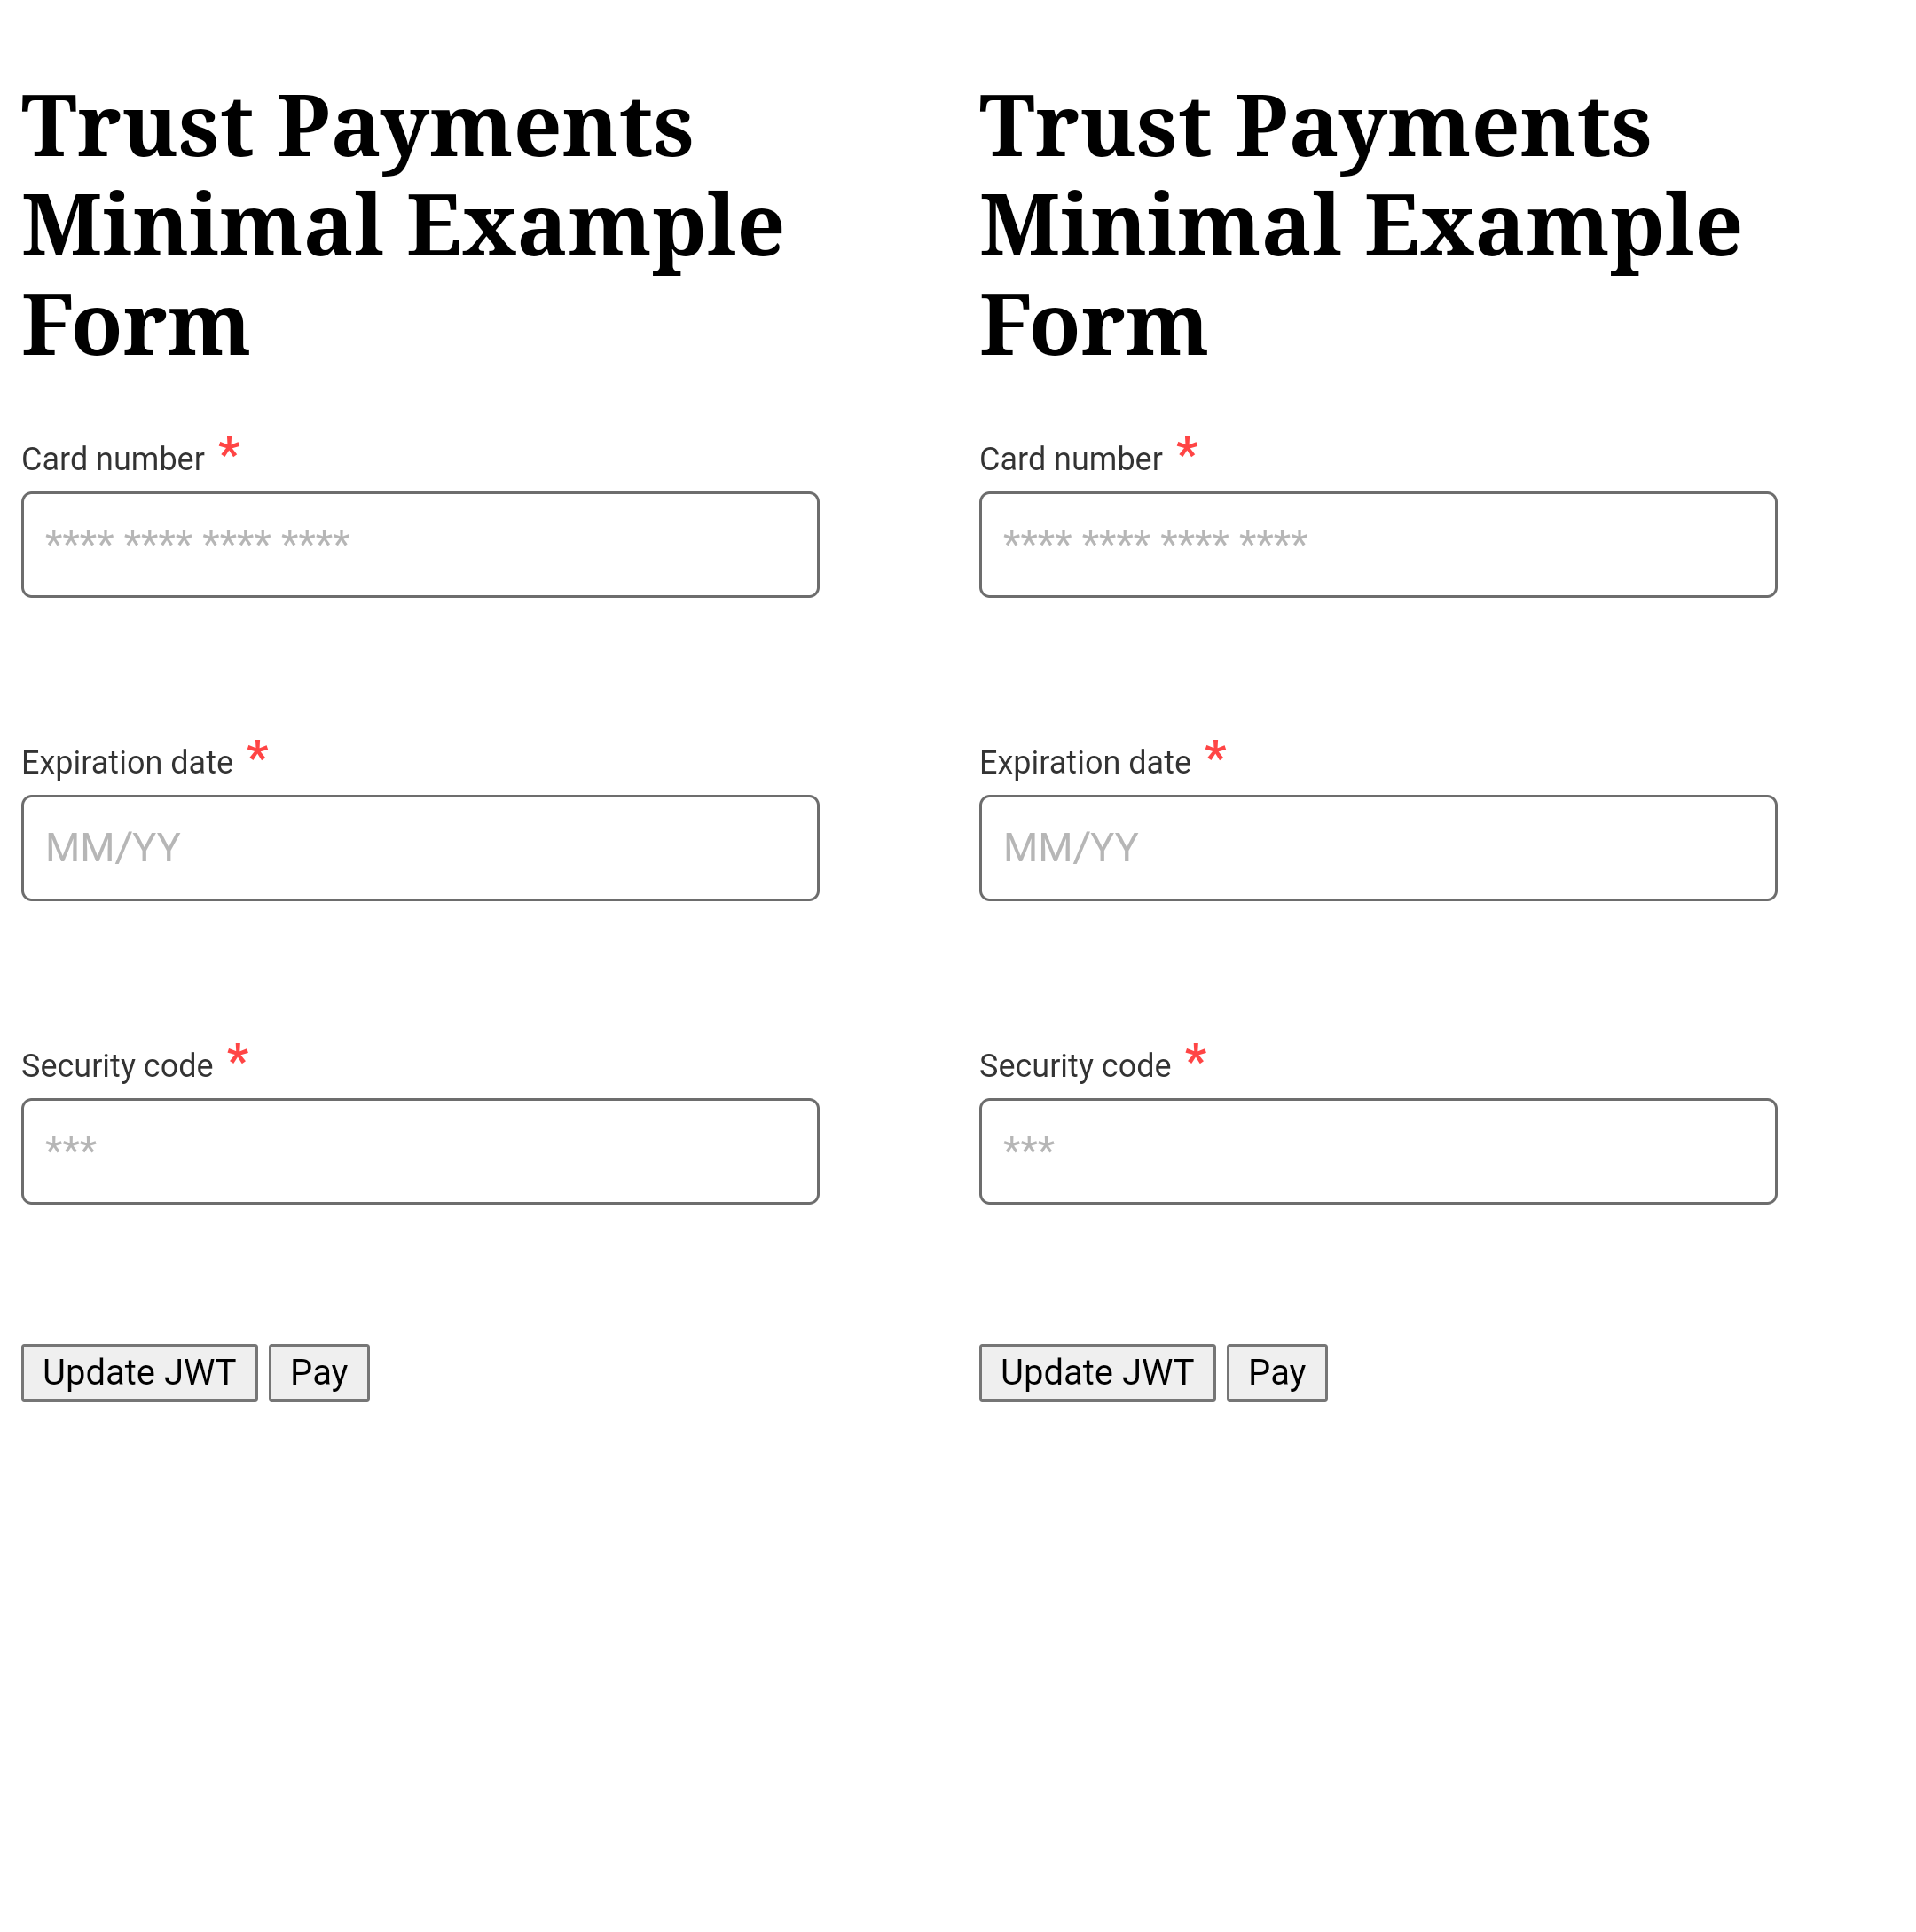 Trust Payments
Minimal Example
Form
Card number *
**** **** **** ****
Expiration date *
MM/YY
Security code *
***
Update JWT Pay
Trust Payments
Minimal Example
Form
Card number *
**** **** **** ****
Expiration date *
MM/YY
Security code *
***
Update JWT Pay